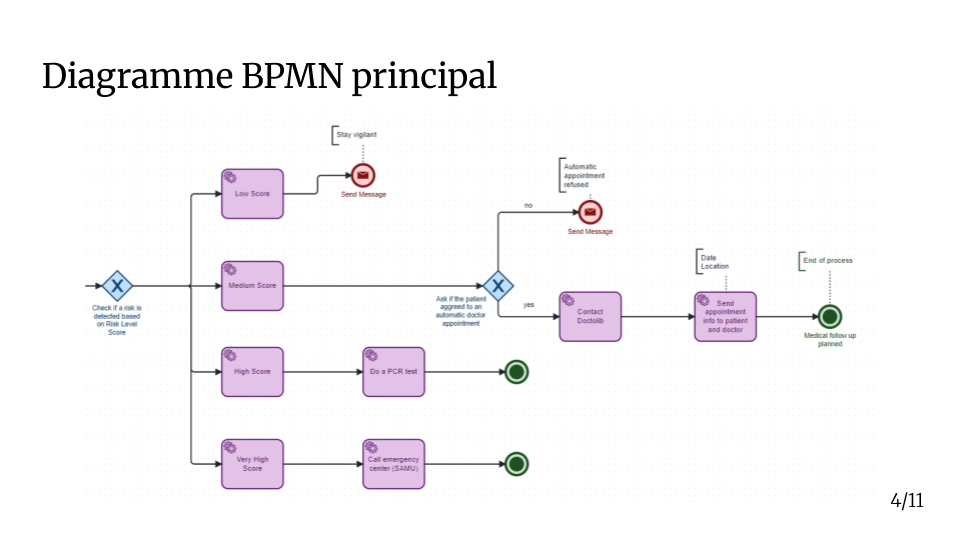 Diagramme BPMN principal
Stay vigilant
Low Score
Send Message
Automatic
appointment
refused
no
Send Message
Check if a risk is
detected based
on Risk Level
Score
Medium Score
Ask if the patient
aggreed to an
automatic doctor
appointment
yes
Contact
Doctolib
Date
Location
Send
appointment
info to patient
and doctor
End of process
Medical follow up
planned
High Score
Do a PCR test
Very High
Score
Call emergency
center (SAMU)
4/11